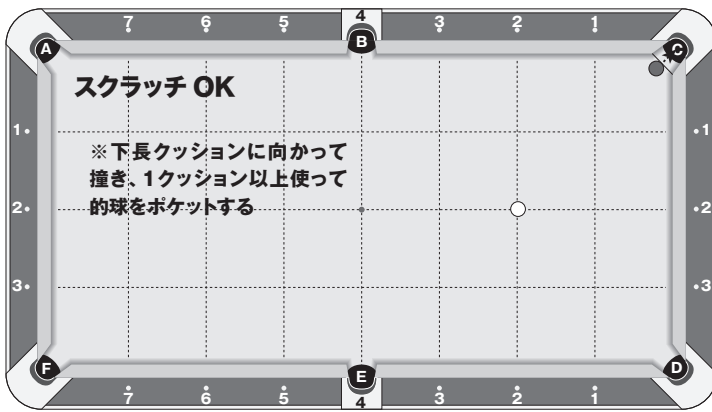 7 6 5 4 3 2 1
A B C
スクラッチ OK
1 1
※下長クッションに向かって
撞き、1クッション以上使って
的球をポケットする
2 2
3 3
F E D
7 6 5 4 3 2 1